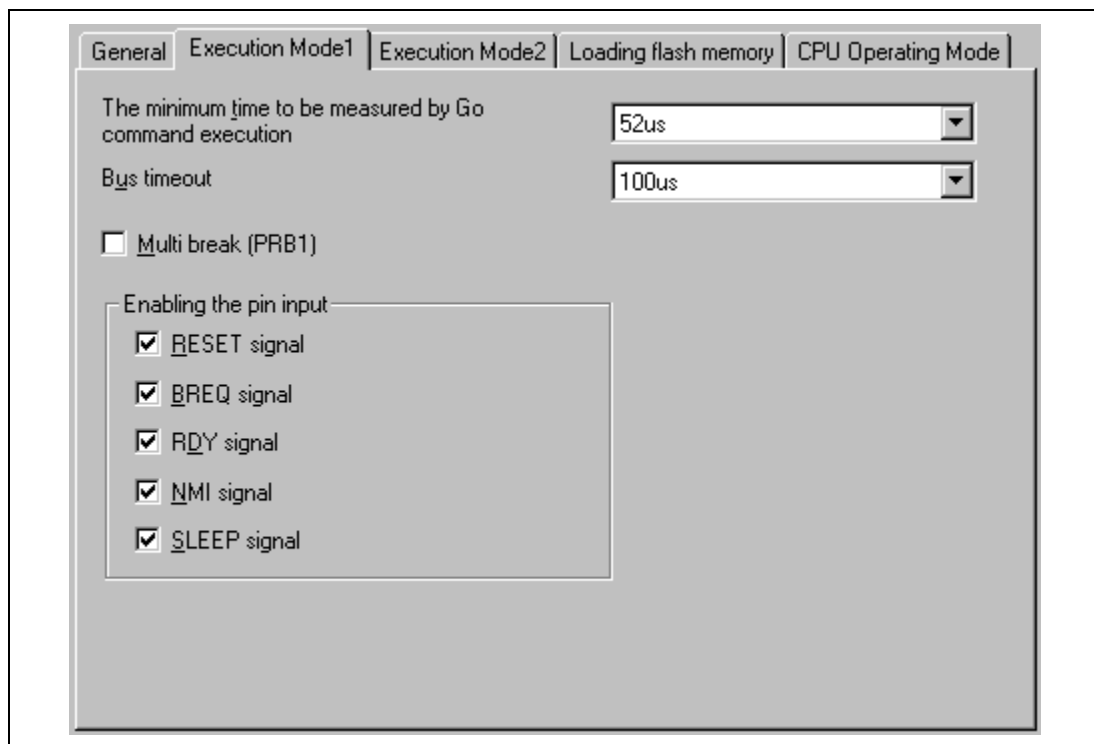 General
Execution Mode1
Execution Mode2
Loading flash memory
CPU Operating Mode
The minimum time to be measured by Go
command execution
52us
Bus timeout
100us
Multi break (PRB1)
Enabling the pin input
RESET signal
BREQ signal
RDY signal
NMI signal
SLEEP signal